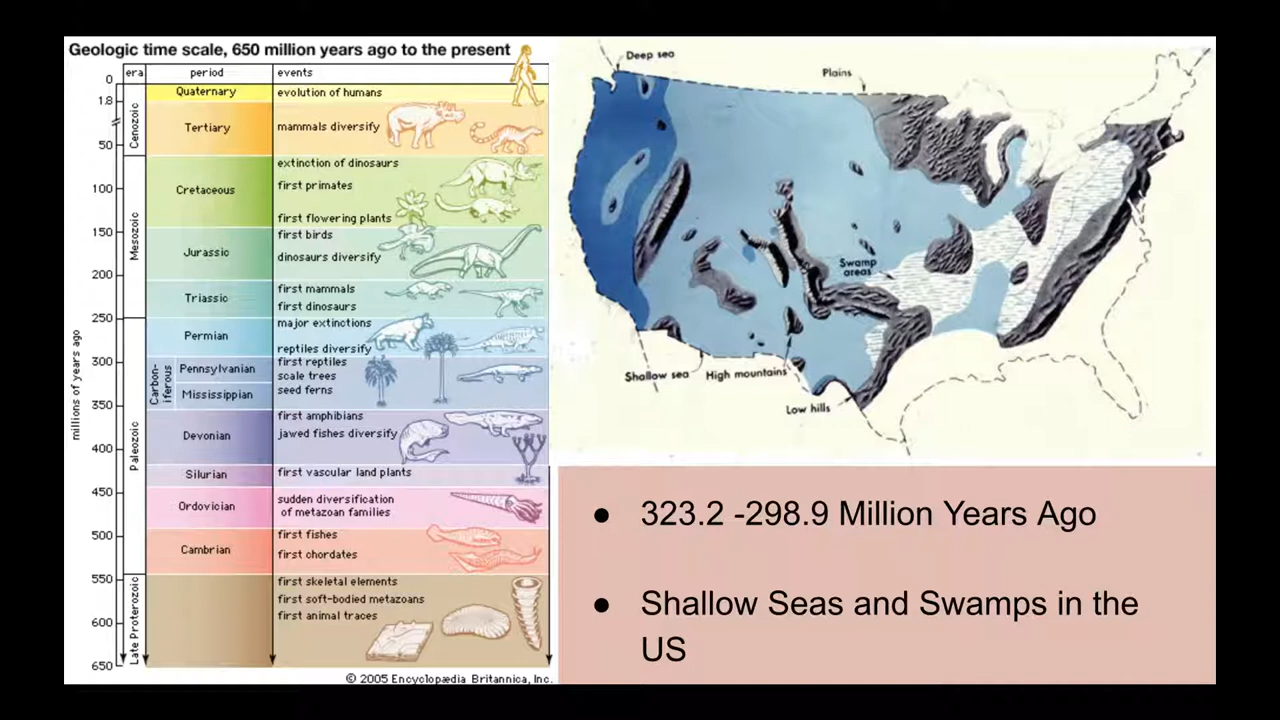 Geologic time scale, 650 million years ago to the present
era period events
0
1.8
50
100
150
200
250
300
350
400
450
500
550
600
650
millions of years ago
Cenozoic
Mesozoic
Paleozoic
Late Proterozoic
Quaternary
evolution of humans
Tertiary
mammals diversify
Cretaceous
extinction of dinosaurs
first primates
first flowering plants
Jurassic
first birds
dinosaurs diversify
Triassic
first mammals
first dinosaurs
Permian
major extinctions
reptiles diversify
Carbon-
iferous
Pennsylvanian
Mississippian
first reptiles
scale trees
seed ferns
Devonian
first amphibians
jawed fishes diversify
Silurian
first vascular land plants
Ordovician
sudden diversification
of metazoan families
Cambrian
first fishes
first chordates
first skeletal elements
first soft-bodied metazoans
first animal traces
© 2005 Encyclopædia Britannica, Inc.
Deep sea
Plains
Swamp
areas
Shallow sea
High mountains
Low hills
● 323.2 -298.9 Million Years Ago
● Shallow Seas and Swamps in the
US